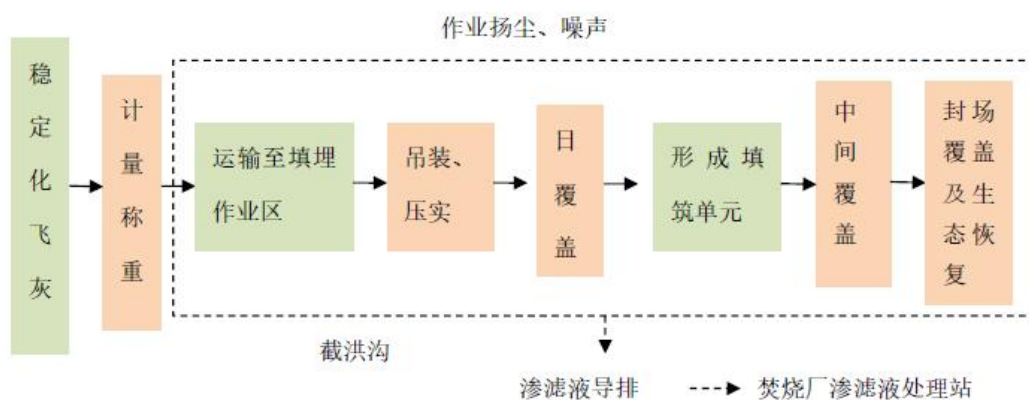 作业扬尘、噪声
稳定化飞灰
计量称重
运输至填埋
作业区
吊装、
压实
日覆盖
形成填
筑单元
中间覆盖
封场
覆盖
及生
态恢
复
截洪沟
渗滤液导排
焚烧厂渗滤液处理站